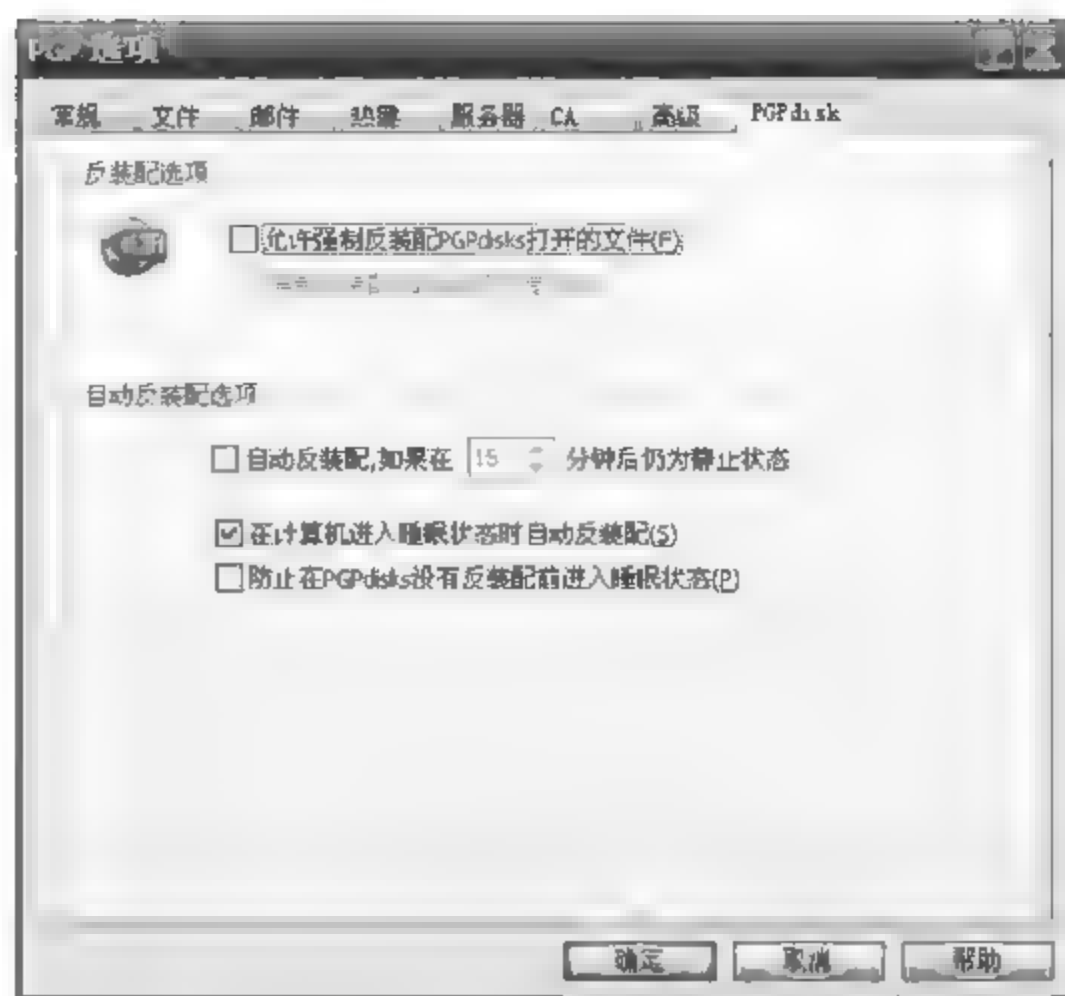 PGP 选项
常规 文件 邮件 热键 服务器 CA 高级 PGPdisk
反装配选项
允许强制反装配PGPdisks打开的文件(F)
自动反装配选项
自动反装配,如果在 15 分钟后仍为静止状态
在计算机进入睡眠状态时自动反装配(S)
防止在PGPdisks没有反装配前进入睡眠状态(P)
确定 取消 帮助